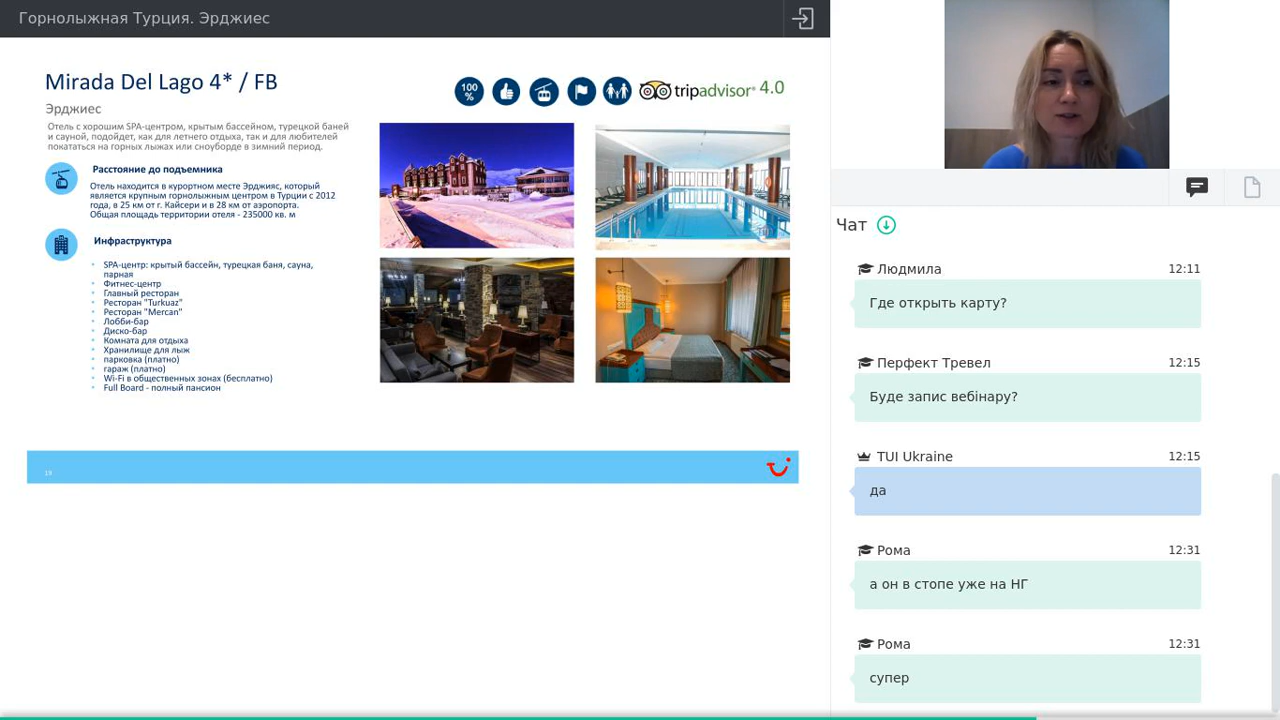 Горнолыжная Турция. Эрджиес
Mirada Del Lago 4* / FB
100
%
tripadvisor® 4.0
Эрджиес
Отель с хорошим SPA-центром, крытым бассейном, турецкой баней
и сауной, подойдет, как для летнего отдыха, так и для любителей
покататься на горных лыжах или сноуборде в зимний период.
Расстояние до подъемника
Отель находится в курортном месте Эрджияс, который
является крупным горнолыжным центром в Турции с 2012
года, в 25 км от г. Кайсери и в 28 км от аэропорта.
Общая площадь территории отеля - 235000 кв. м
Инфраструктура
• SPA-центр: крытый бассейн, турецкая баня, сауна,
парная
• Фитнес-центр
• Главный ресторан
• Ресторан "Turkuaz"
• Ресторан "Mercan"
• Лобби-бар
• Диско-бар
• Комната для отдыха
• Хранилище для лыж
• парковка (платно)
• гараж (платно)
• Wi-Fi в общественных зонах (бесплатно)
• Full Board - полный пансион
19
Чат
Людмила 12:11
Где открыть карту?
Перфект Тревел 12:15
Буде запис вебінару?
TUI Ukraine 12:15
да
Рома 12:31
а он в стопе уже на НГ
Рома 12:31
супер